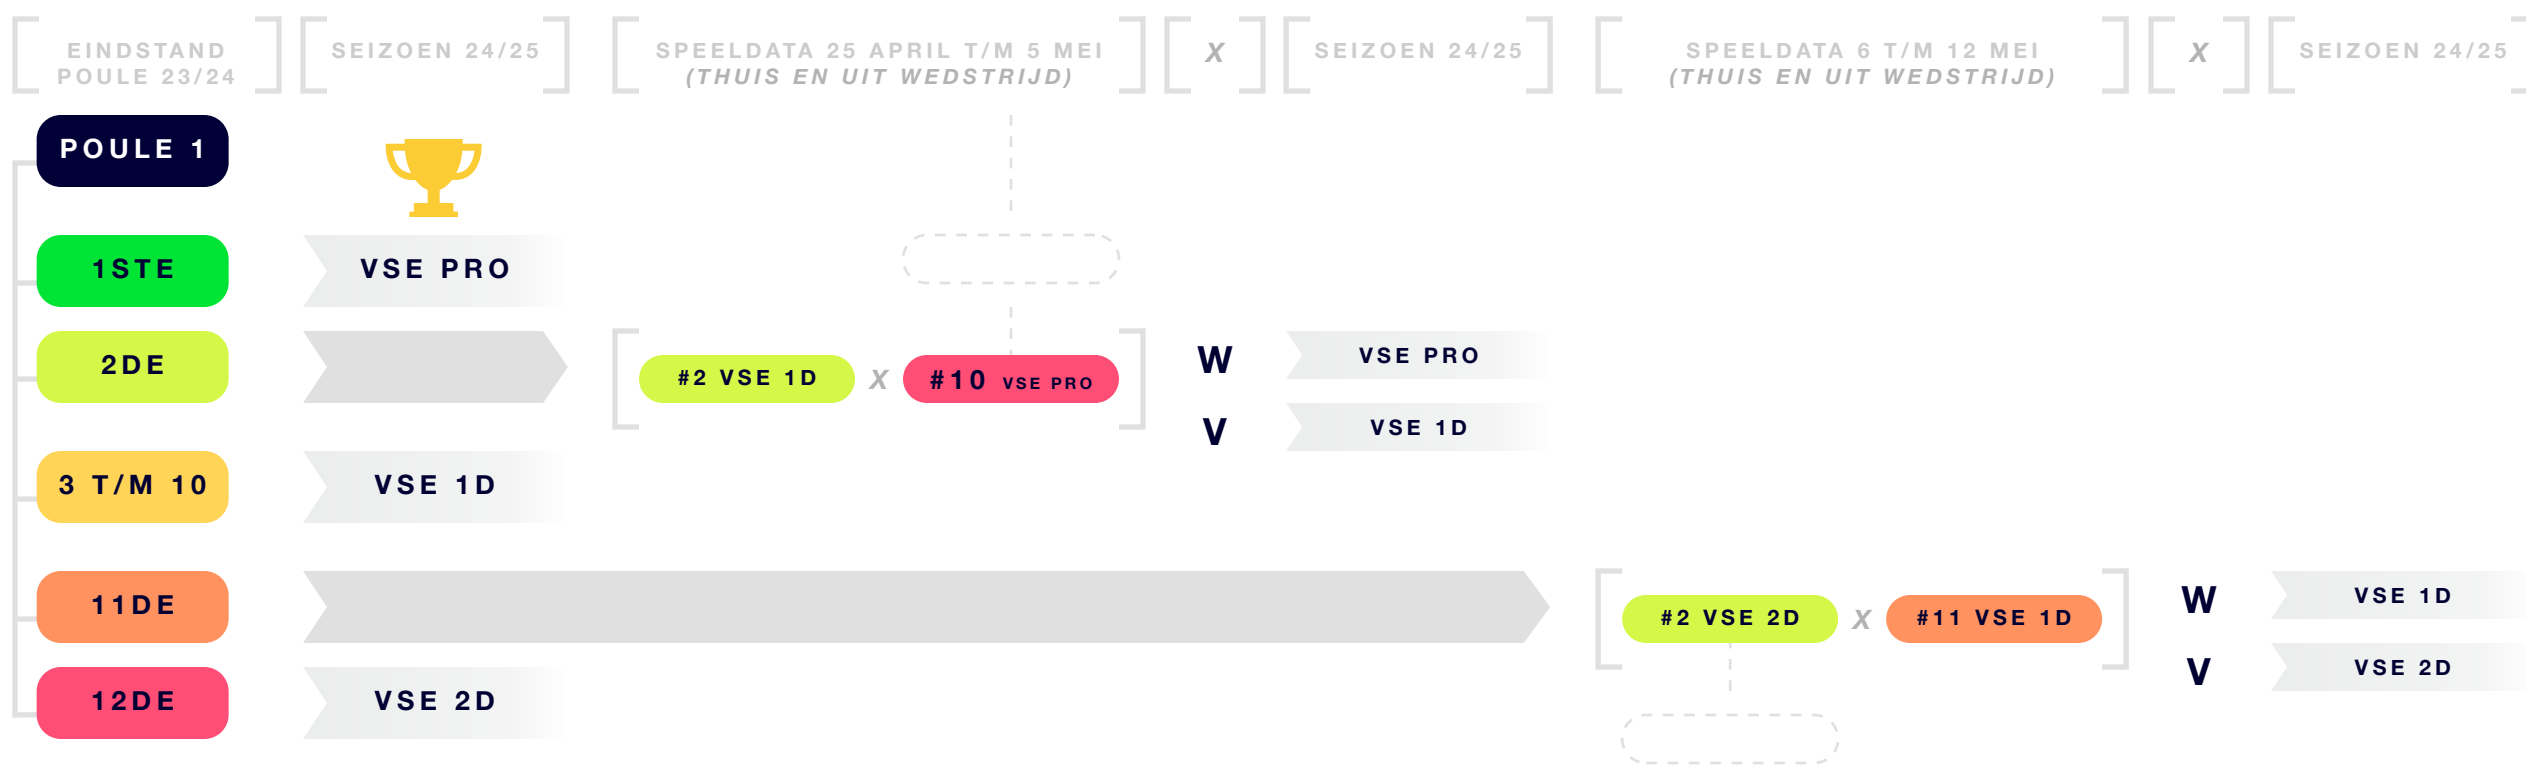 EINDSTAND
POULE 23/24
SEIZOEN 24/25
SPEELDATA 25 APRIL T/M 5 MEI
(THUIS EN UIT WEDSTRIJD)
X
SEIZOEN 24/25
SPEELDATA 6 T/M 12 MEI
(THUIS EN UIT WEDSTRIJD)
X
SEIZOEN 24/25
POULE 1
1STE
VSE PRO
2DE
#2 VSE 1D X #10 VSE PRO
W
VSE PRO
V
VSE 1D
3 T/M 10
VSE 1D
11DE
#2 VSE 2D X #11 VSE 1D
W
VSE 1D
V
VSE 2D
12DE
VSE 2D